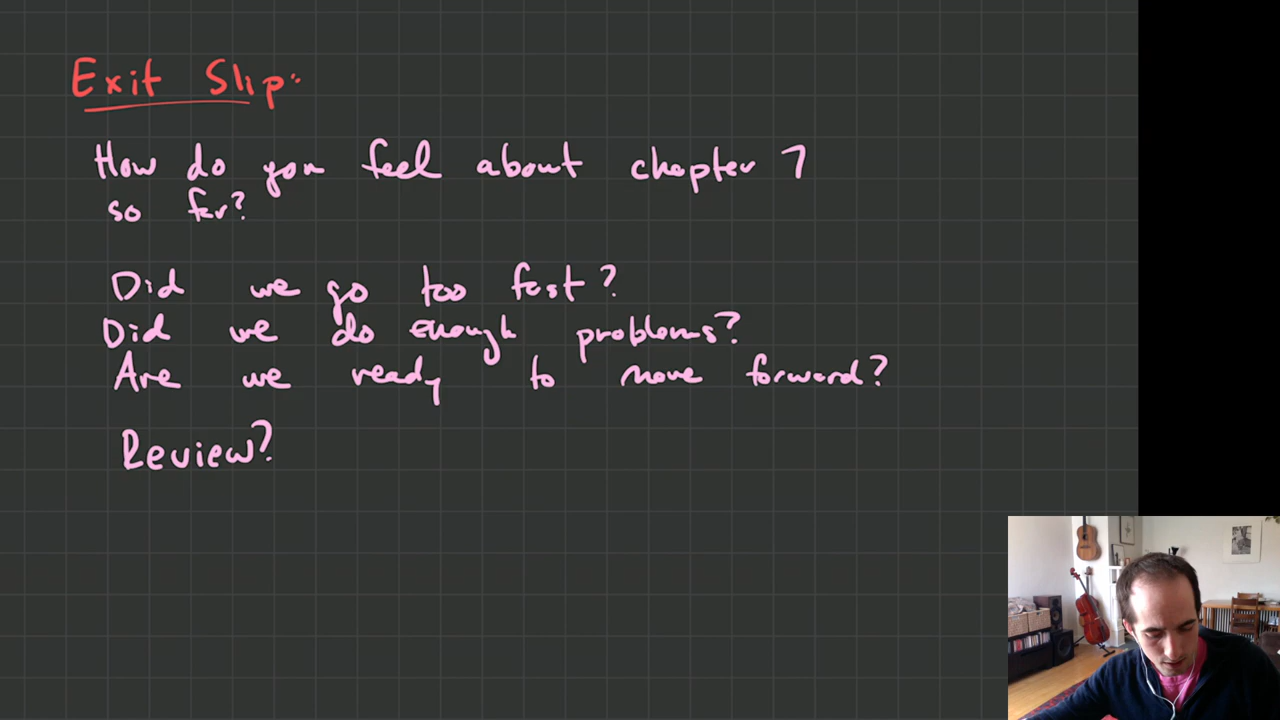 Exit Slip:
How do you feel about chapter 7
so far?
Did we go too fast?
Did we do enough problems?
Are we ready to move forward?
Review?